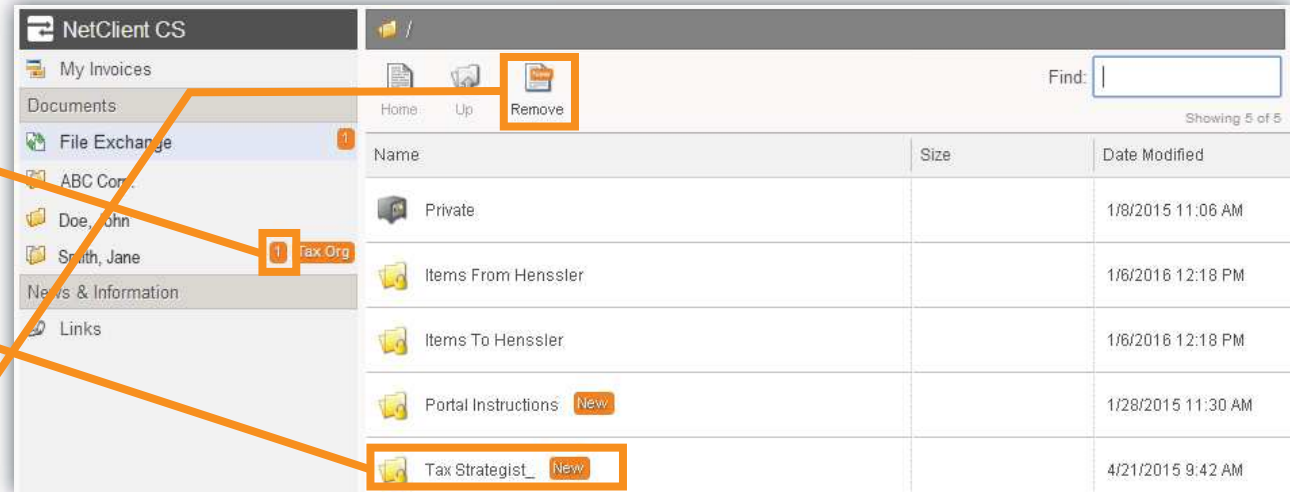 NetClient CS
/
My Invoices
Documents
File Exchange 1
ABC Corp.
Doe, John
Smith, Jane 1 Tax Org
News & Information
Links
New
Home Up Remove
Find:
Showing 5 of 5
Name Size Date Modified
Private 1/8/2015 11:06 AM
Items From Henssler 1/6/2016 12:18 PM
Items To Henssler 1/6/2016 12:18 PM
Portal Instructions New 1/28/2015 11:30 AM
Tax Strategist_ New 4/21/2015 9:42 AM